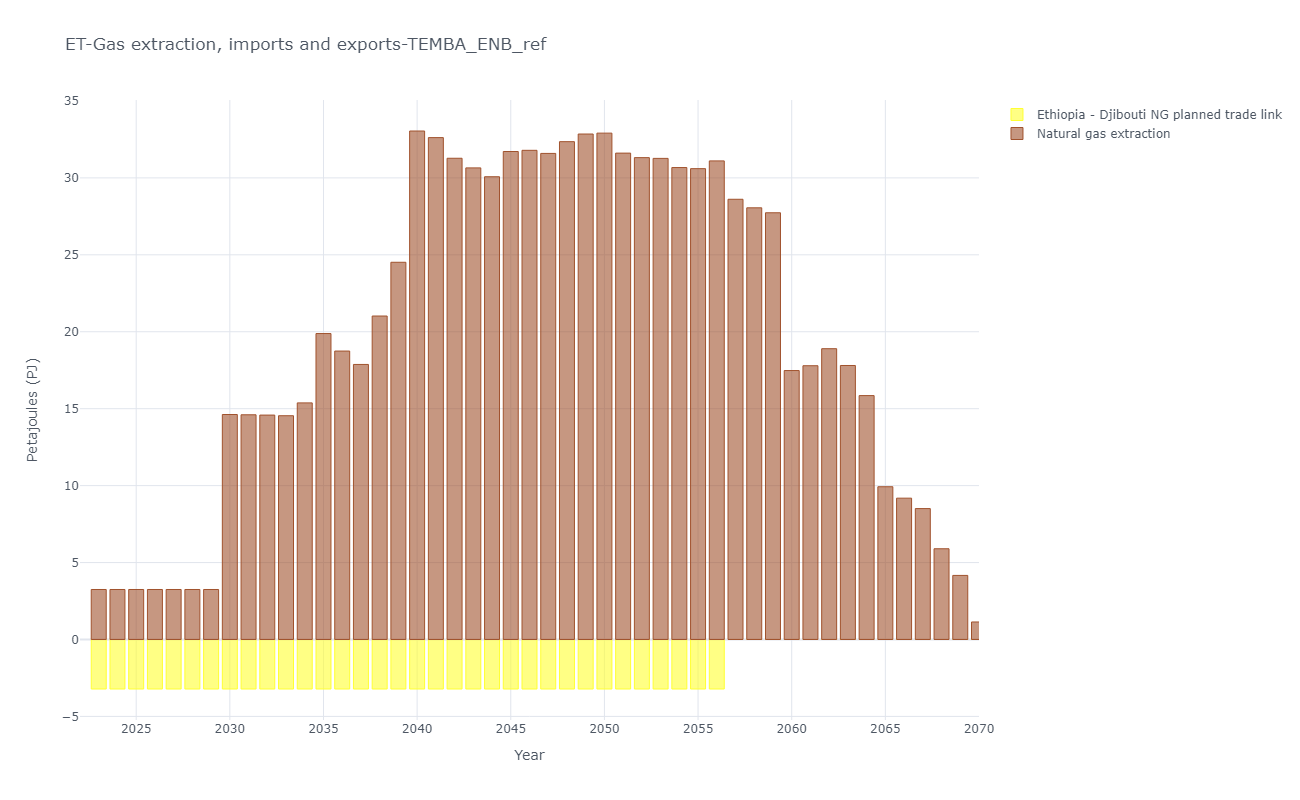 ET-Gas extraction, imports and exports-TEMBA_ENB_ref
Ethiopia - Djibouti NG planned trade link
Natural gas extraction
35
30
25
20
15
10
5
0
−5
Petajoules (PJ)
2025 2030 2035 2040 2045 2050 2055 2060 2065 2070
Year